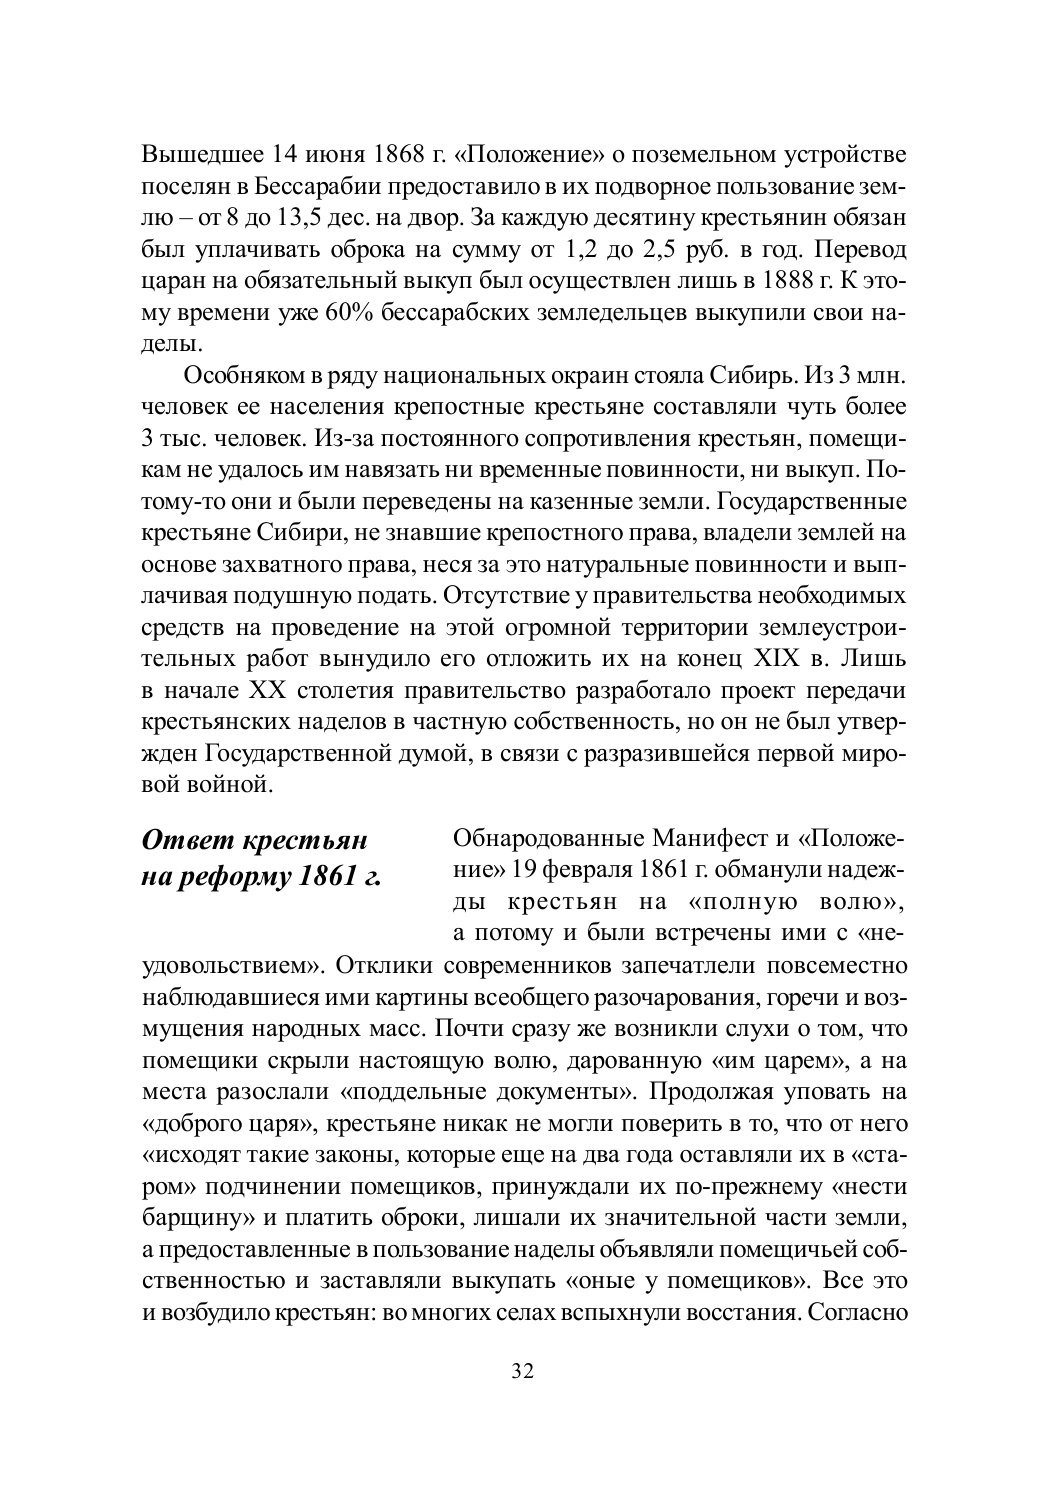 Вышедшее 14 июня 1868 г. «Положение» о поземельном устройстве
поселян в Бессарабии предоставило в их подворное пользование зем-
лю – от 8 до 13,5 дес. на двор. За каждую десятину крестьянин обязан
был уплачивать оброка на сумму от 1,2 до 2,5 руб. в год. Перевод
царан на обязательный выкуп был осуществлен лишь в 1888 г. К это-
му времени уже 60% бессарабских земледельцев выкупили свои на-
делы.
Особняком в ряду национальных окраин стояла Сибирь. Из 3 млн.
человек ее населения крепостные крестьяне составляли чуть более
3 тыс. человек. Из-за постоянного сопротивления крестьян, помещи-
кам не удалось им навязать ни временные повинности, ни выкуп. По-
тому-то они и были переведены на казенные земли. Государственные
крестьяне Сибири, не знавшие крепостного права, владели землей на
основе захватного права, неся за это натуральные повинности и вып-
лачивая подушную подать. Отсутствие у правительства необходимых
средств на проведение на этой огромной территории землеустрои-
тельных работ вынудило его отложить их на конец XIX в. Лишь
в начале XX столетия правительство разработало проект передачи
крестьянских наделов в частную собственность, но он не был утвер-
жден Государственной думой, в связи с разразившейся первой миро-
вой войной.
Ответ крестьян
на реформу 1861 г.
Обнародованные Манифест и «Положе-
ние» 19 февраля 1861 г. обманули надеж-
ды крестьян на «полную волю»,
а потому и были встречены ими с «не-
удовольствием». Отклики современников запечатлели повсеместно
наблюдавшиеся ими картины всеобщего разочарования, горечи и воз-
мущения народных масс. Почти сразу же возникли слухи о том, что
помещики скрыли настоящую волю, дарованную «им царем», а на
места разослали «поддельные документы». Продолжая уповать на
«доброго царя», крестьяне никак не могли поверить в то, что от него
«исходят такие законы, которые еще на два года оставляли их в «ста-
ром» подчинении помещиков, принуждали их по-прежнему «нести
барщину» и платить оброки, лишали их значительной части земли,
а предоставленные в пользование наделы объявляли помещичьей соб-
ственностью и заставляли выкупать «оные у помещиков». Все это
и возбудило крестьян: во многих селах вспыхнули восстания. Согласно
32